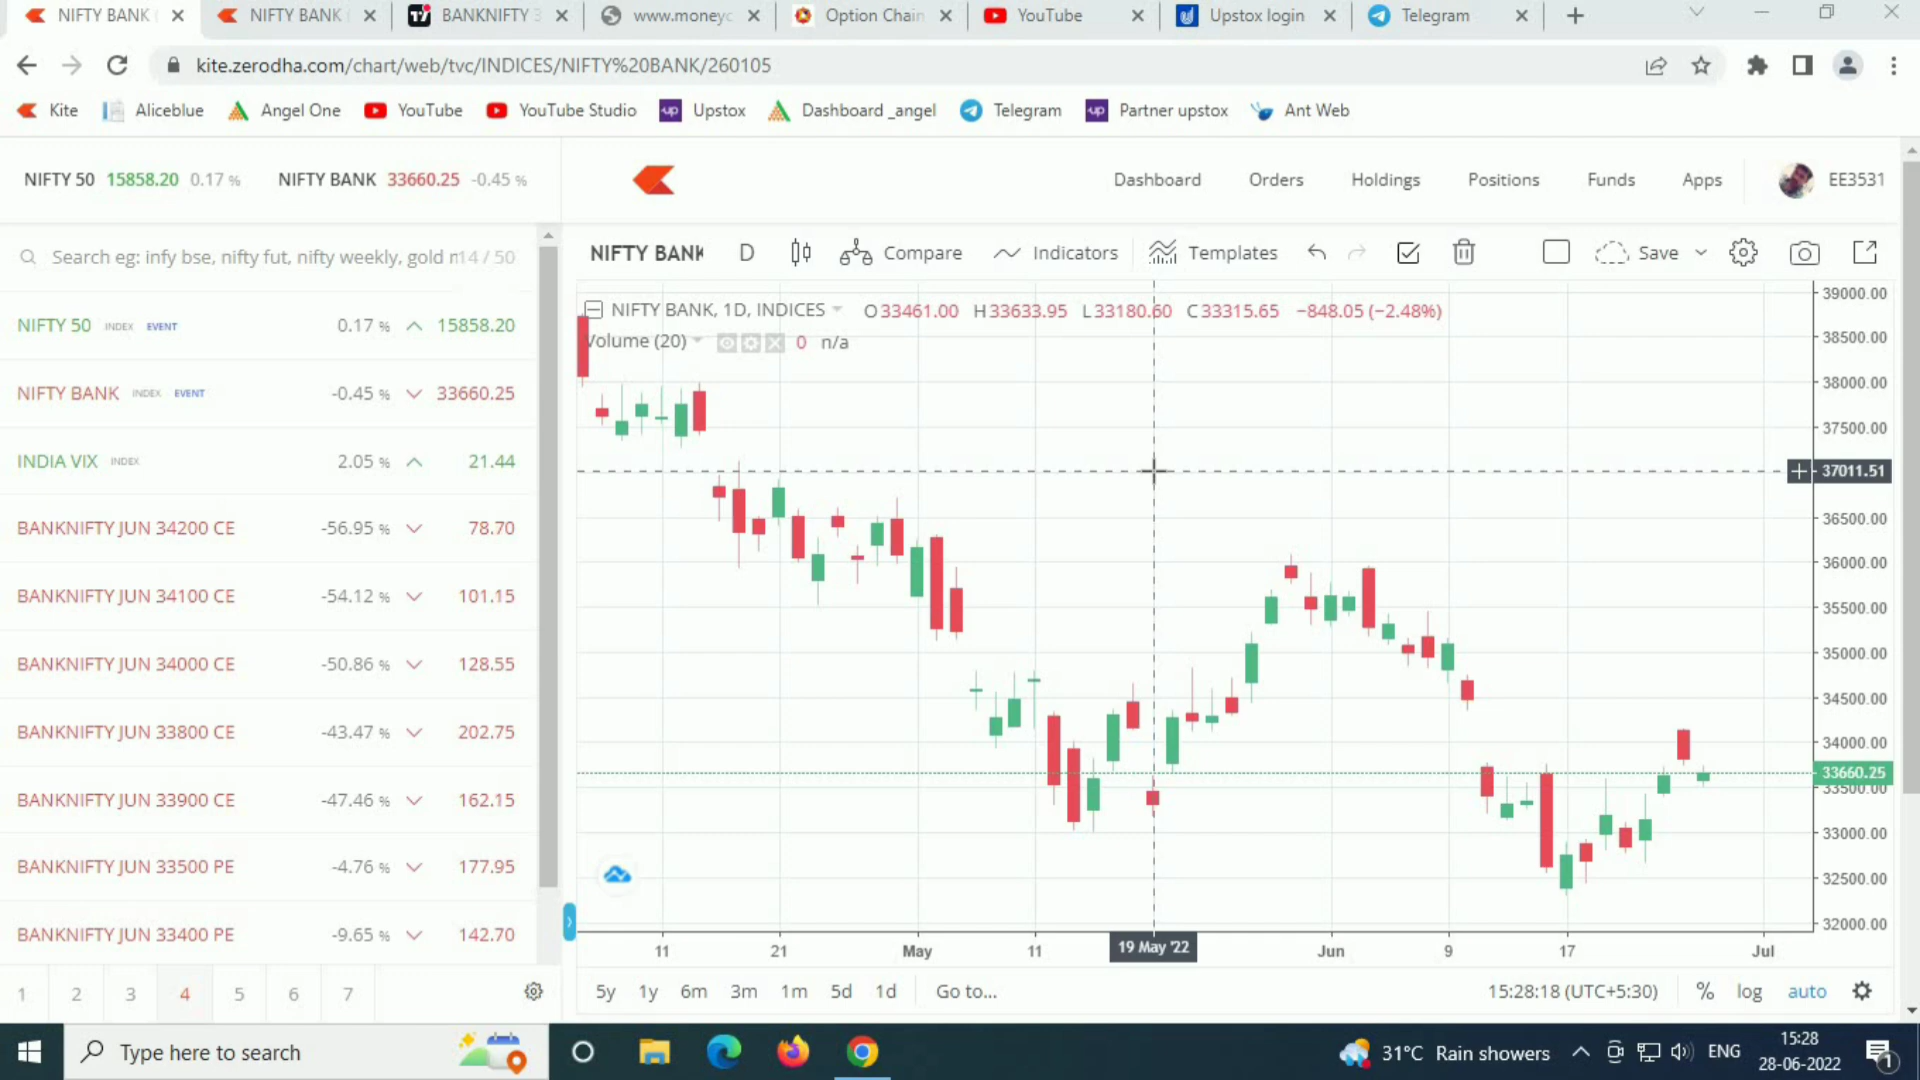 NIFTY BANK
NIFTY BANK
BANKNIFTY
www.moneyc
Option Chain
YouTube
Upstox login
Telegram
kite.zerodha.com/chart/web/tvc/INDICES/NIFTY%20BANK/260105
Kite
Aliceblue
Angel One
YouTube
YouTube Studio
Upstox
Dashboard _angel
Telegram
Partner upstox
Ant Web
NIFTY 50 15858.20 0.17 %
NIFTY BANK 33660.25 -0.45 %
Dashboard
Orders
Holdings
Positions
Funds
Apps
EE3531
Search eg: infy bse, nifty fut, nifty weekly, gold 14 / 50
NIFTY BANK
D
Compare
Indicators
Templates
Save
NIFTY BANK, 1D, INDICES O33461.00 H33633.95 L33180.60 C33315.65 −848.05 (−2.48%)
Volume (20) 0 n/a
NIFTY 50 INDEX EVENT 0.17 % 15858.20
NIFTY BANK INDEX EVENT -0.45 % 33660.25
INDIA VIX INDEX 2.05 % 21.44
BANKNIFTY JUN 34200 CE -56.95 % 78.70
BANKNIFTY JUN 34100 CE -54.12 % 101.15
BANKNIFTY JUN 34000 CE -50.86 % 128.55
BANKNIFTY JUN 33800 CE -43.47 % 202.75
BANKNIFTY JUN 33900 CE -47.46 % 162.15
BANKNIFTY JUN 33500 PE -4.76 % 177.95
BANKNIFTY JUN 33400 PE -9.65 % 142.70
1 2 3 4 5 6 7
39000.00
38500.00
38000.00
37500.00
37011.51
36500.00
36000.00
35500.00
35000.00
34500.00
34000.00
33660.25
33500.00
33000.00
32500.00
32000.00
11 21 May 11 19 May '22 Jun 9 17 Jul
5y 1y 6m 3m 1m 5d 1d Go to...
15:28:18 (UTC+5:30) % log auto
Type here to search
31°C Rain showers
ENG
15:28
28-06-2022
1